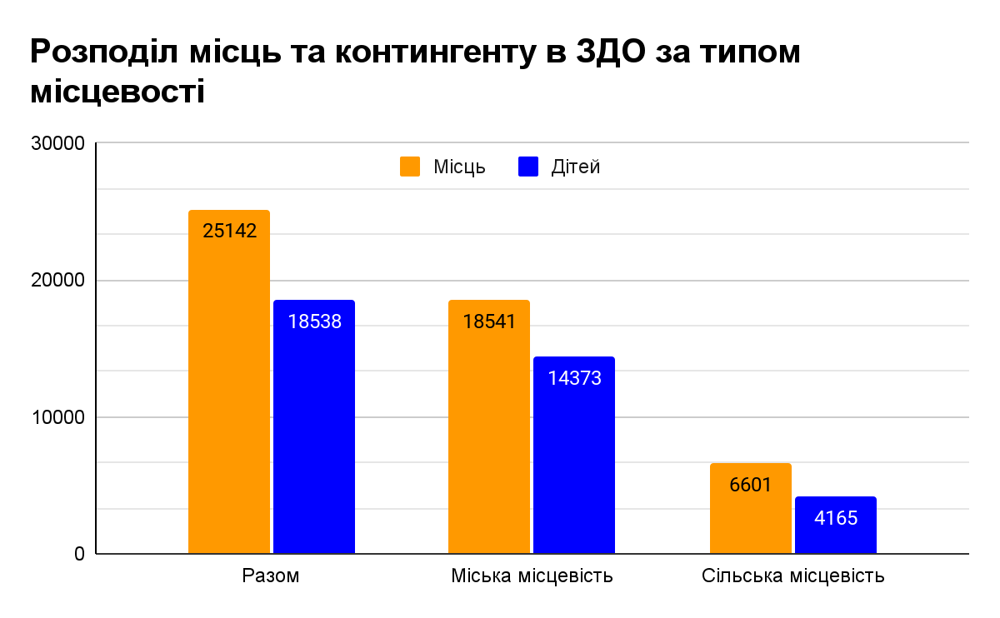 Розподіл місць та контингенту в ЗДО за типом
місцевості
30000
Місць
Дітей
25142
20000
18538
18541
14373
10000
6601
4165
0
Разом
Міська місцевість
Сільська місцевість